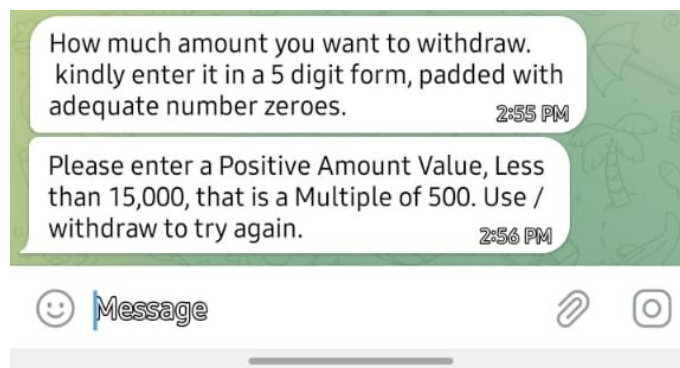 How much amount you want to withdraw.
kindly enter it in a 5 digit form, padded with
adequate number zeroes.
2:55 PM
Please enter a Positive Amount Value, Less
than 15,000, that is a Multiple of 500. Use /
withdraw to try again.
2:56 PM
Message